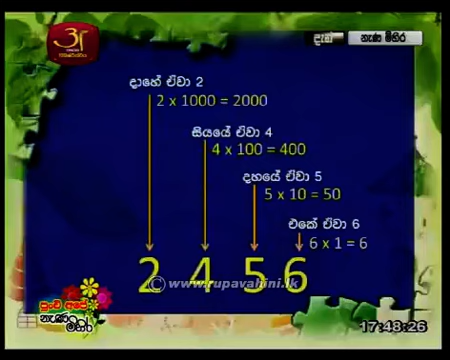 දැන් නැණ මිහිර
දාහේ ඒවා 2
2 x 1000 = 2000
සියයේ ඒවා 4
4 x 100 = 400
දහයේ ඒවා 5
5 x 10 = 50
එකේ ඒවා 6
6 x 1 = 6
2 4 5 6
© www.rupavahini.lk
පුංචි අපේ
නැණ
මිහිර
17:48:26